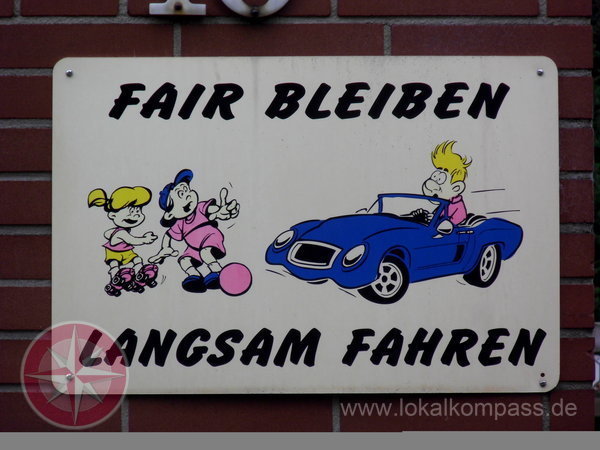 FAIR BLEIBEN
LANGSAM FAHREN
www.lokalkompass.de